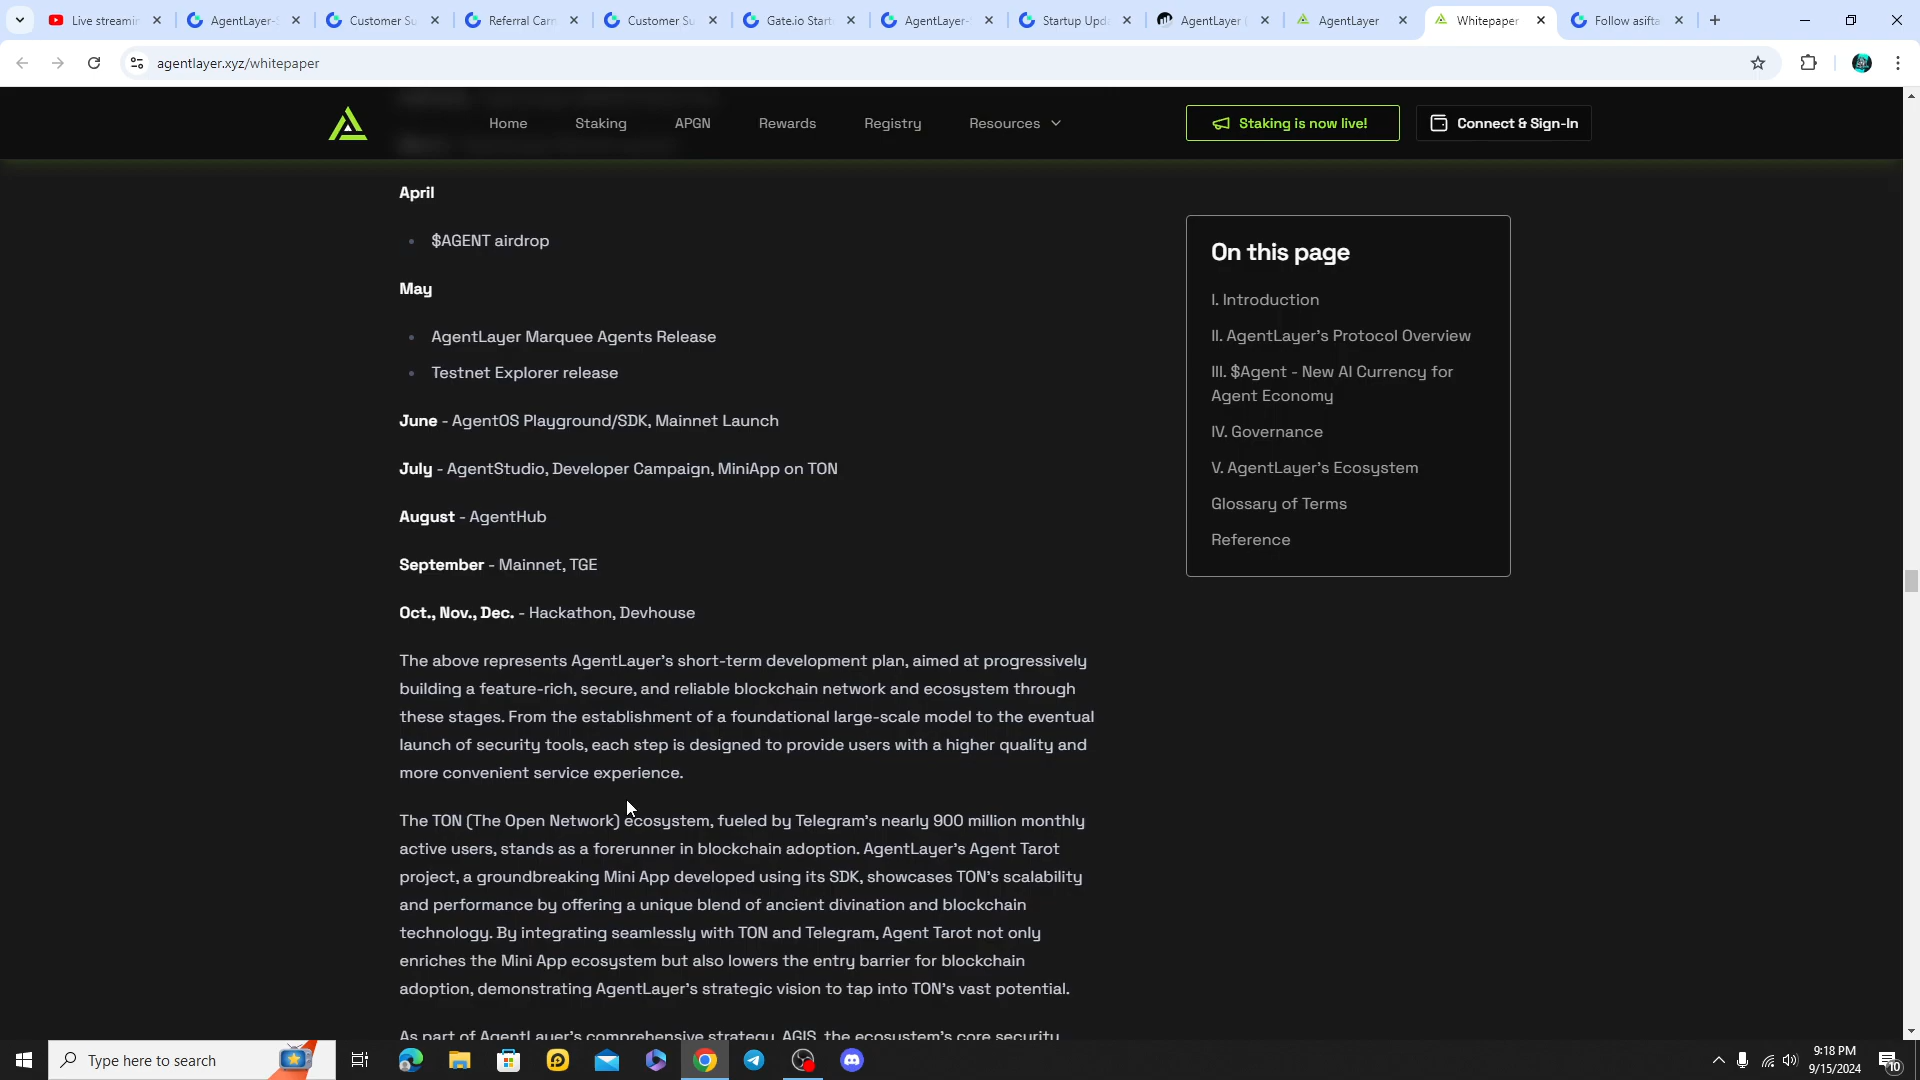 Live streamin
AgentLayer-
Customer Su
Referral Cam
Customer Su
Gate.io Start
AgentLayer-
Startup Upda
AgentLayer (
AgentLayer
Whitepaper
Follow asifta
agentlayer.xyz/whitepaper
Home
Staking
APGN
Rewards
Registry
Resources
Staking is now live!
Connect & Sign-In
April
• $AGENT airdrop
May
• AgentLayer Marquee Agents Release
• Testnet Explorer release
June - AgentOS Playground/SDK, Mainnet Launch
July - AgentStudio, Developer Campaign, MiniApp on TON
August - AgentHub
September - Mainnet, TGE
Oct., Nov., Dec. - Hackathon, Devhouse
The above represents AgentLayer's short-term development plan, aimed at progressively
building a feature-rich, secure, and reliable blockchain network and ecosystem through
these stages. From the establishment of a foundational large-scale model to the eventual
launch of security tools, each step is designed to provide users with a higher quality and
more convenient service experience.
The TON (The Open Network) ecosystem, fueled by Telegram's nearly 900 million monthly
active users, stands as a forerunner in blockchain adoption. AgentLayer's Agent Tarot
project, a groundbreaking Mini App developed using its SDK, showcases TON's scalability
and performance by offering a unique blend of ancient divination and blockchain
technology. By integrating seamlessly with TON and Telegram, Agent Tarot not only
enriches the Mini App ecosystem but also lowers the entry barrier for blockchain
adoption, demonstrating AgentLayer's strategic vision to tap into TON's vast potential.
As part of AgentLayer's comprehensive strategy, AGIS, the ecosystem's core security
On this page
I. Introduction
II. AgentLayer's Protocol Overview
III. $Agent - New AI Currency for
Agent Economy
IV. Governance
V. AgentLayer's Ecosystem
Glossary of Terms
Reference
Type here to search
9:18 PM
9/15/2024
10